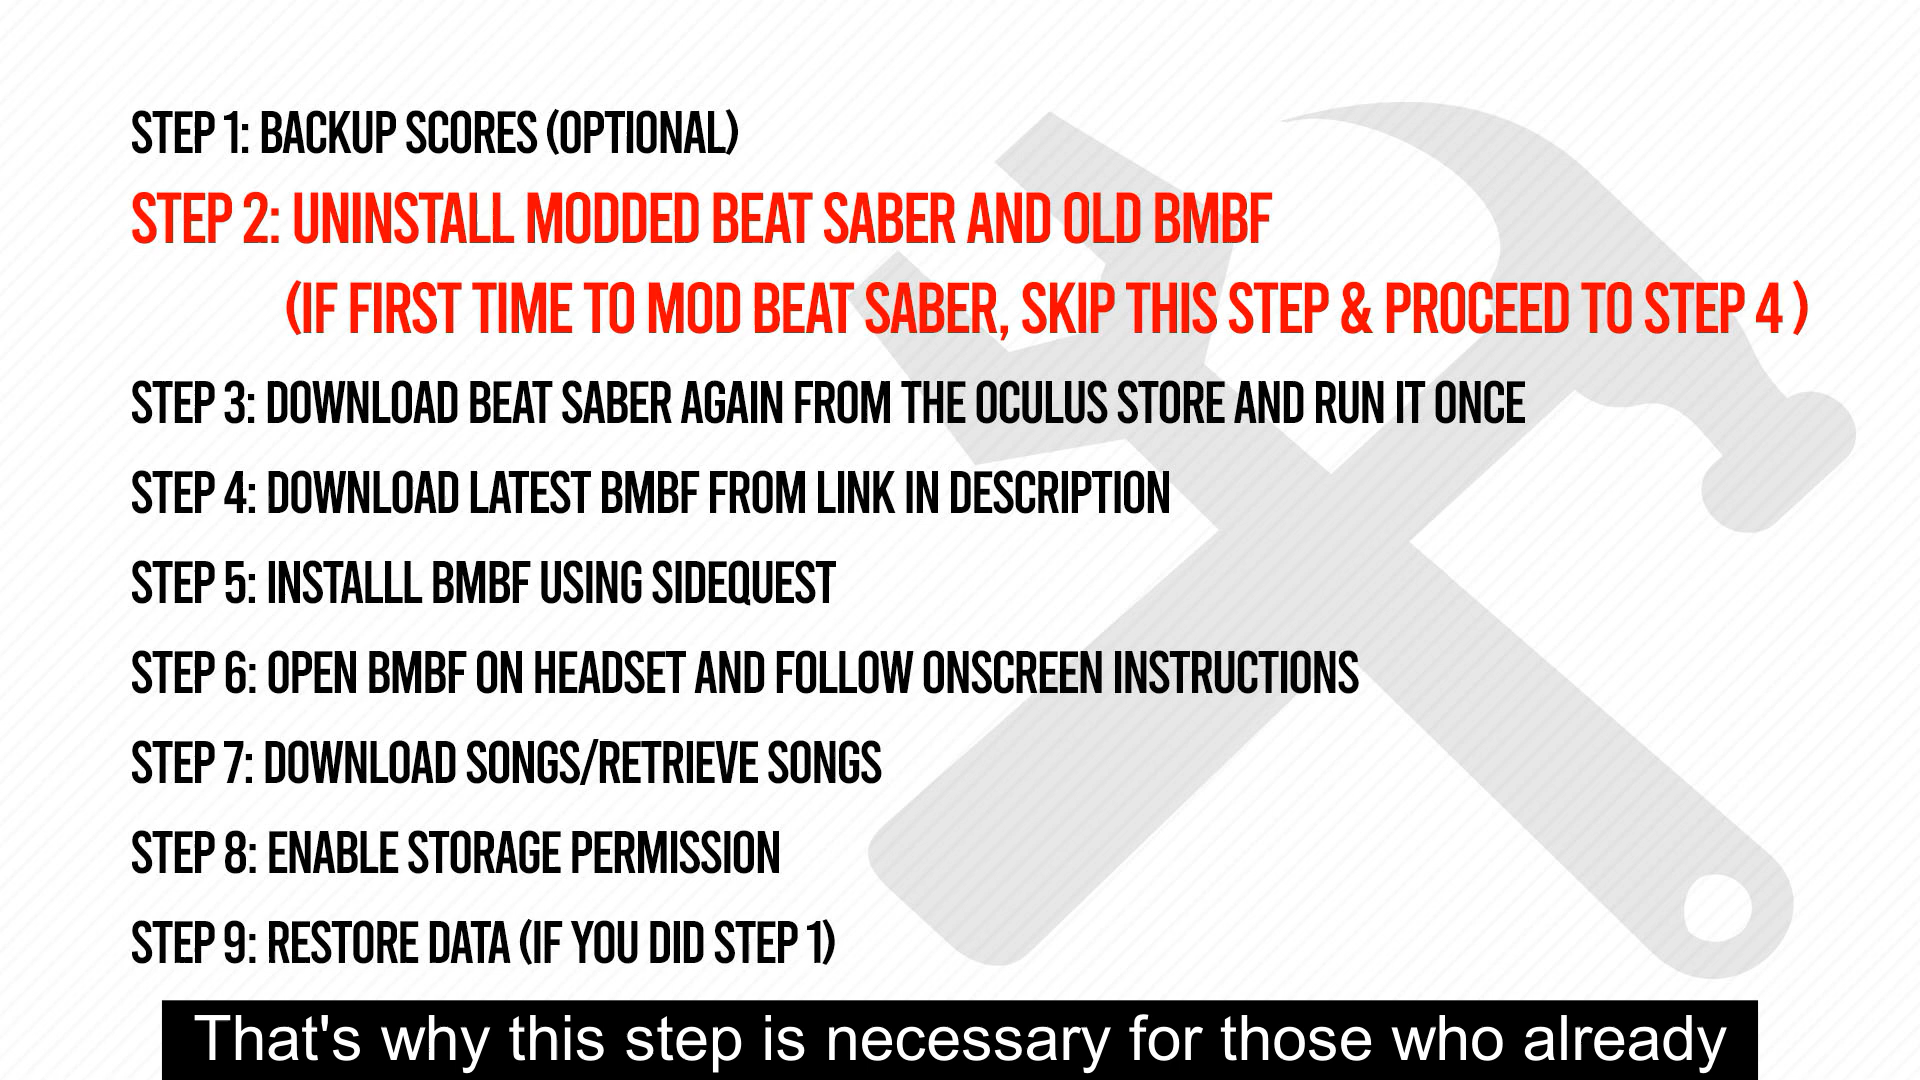 STEP 1: BACKUP SCORES (OPTIONAL)
STEP 2: UNINSTALL MODDED BEAT SABER AND OLD BMBF
(IF FIRST TIME TO MOD BEAT SABER, SKIP THIS STEP & PROCEED TO STEP 4 )
STEP 3: DOWNLOAD BEAT SABER AGAIN FROM THE OCULUS STORE AND RUN IT ONCE
STEP 4: DOWNLOAD LATEST BMBF FROM LINK IN DESCRIPTION
STEP 5: INSTALLL BMBF USING SIDEQUEST
STEP 6: OPEN BMBF ON HEADSET AND FOLLOW ONSCREEN INSTRUCTIONS
STEP 7: DOWNLOAD SONGS/RETRIEVE SONGS
STEP 8: ENABLE STORAGE PERMISSION
STEP 9: RESTORE DATA (IF YOU DID STEP 1)
That's why this step is necessary for those who already